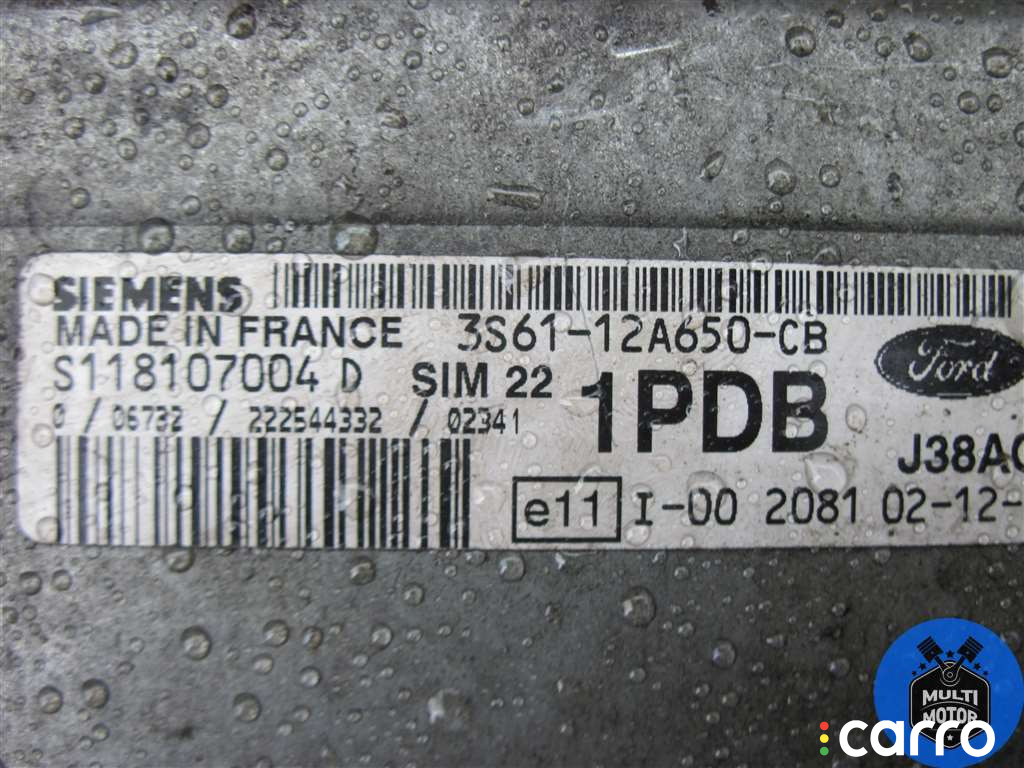 SIEMENS
MADE IN FRANCE 3S61-12A650-CB
Ford
S118107004 D SIM 22 1PDB
0 / 06732 / 222544332 / 02341
J38AC
e11 I-00 2081 02-12-
MULTI
MOTOR
carro